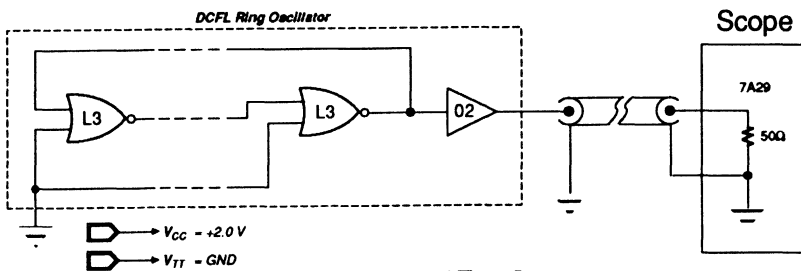 DCFL Ring Oscillator
Scope
7A29
L3
L3
02
50Ω
VCC = +2.0 V
VTT = GND